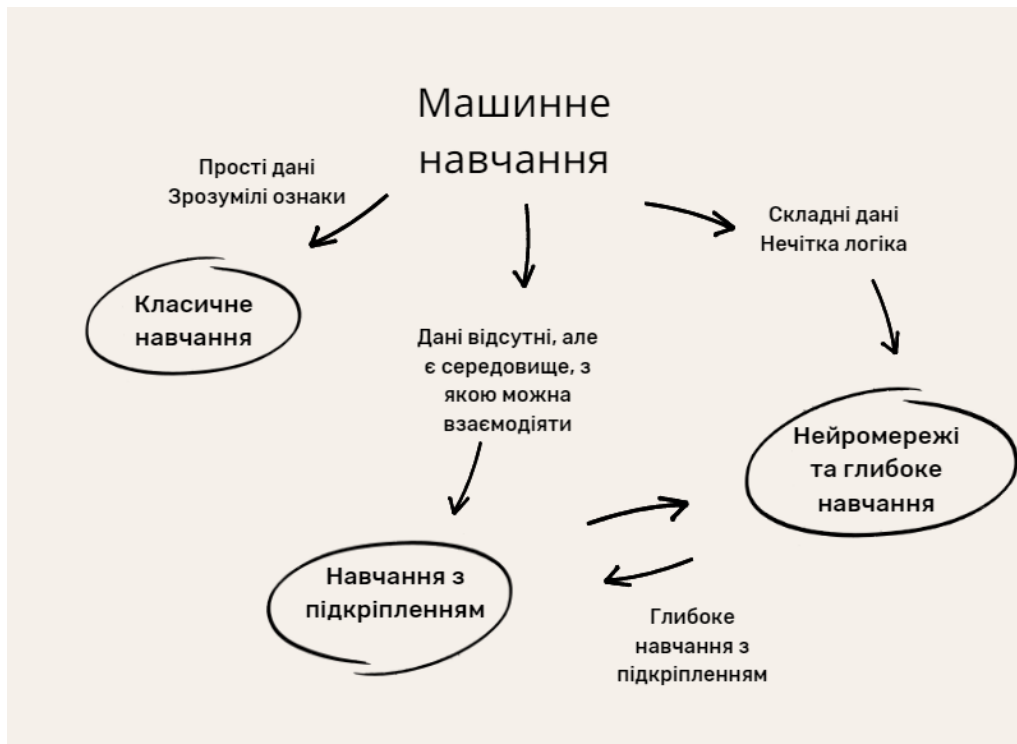 Машинне
навчання
Прості дані
Зрозумілі ознаки
Складні дані
Нечітка логіка
Класичне
навчання
Дані відсутні, але
є середовище, з
якою можна
взаємодіяти
Нейромережі
та глибоке
навчання
Навчання з
підкріпленням
Глибоке
навчання з
підкріпленням